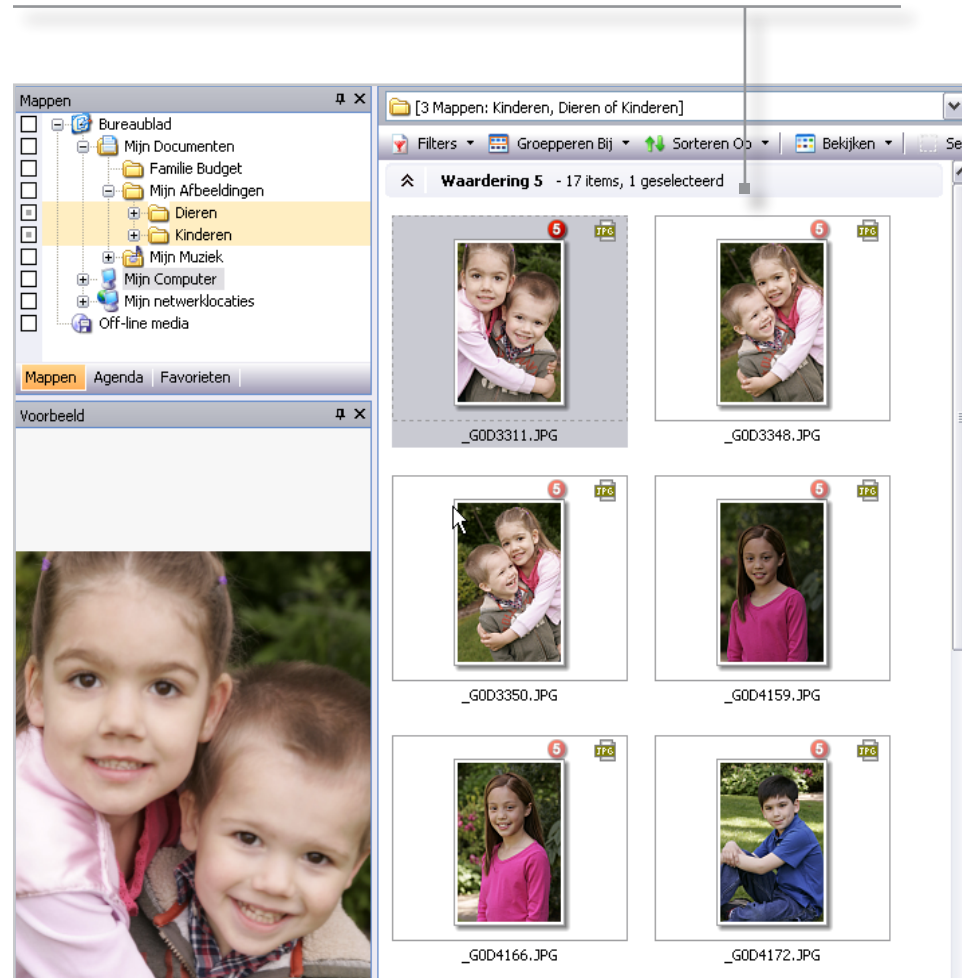 Mappen
Bureaublad
Mijn Documenten
Familie Budget
Mijn Afbeeldingen
Dieren
Kinderen
Mijn Muziek
Mijn Computer
Mijn netwerklocaties
Off-line media
Mappen Agenda Favorieten
Voorbeeld
[3 Mappen: Kinderen, Dieren of Kinderen]
Filters Groepperen Bij Sorteren Op Bekijken Se
Waardering 5 - 17 items, 1 geselecteerd
5 JPG 5 JPG
_G0D3311.JPG _G0D3348.JPG
5 JPG 5 JPG
_G0D3350.JPG _G0D4159.JPG
5 JPG 5 JPG
_G0D4166.JPG _G0D4172.JPG